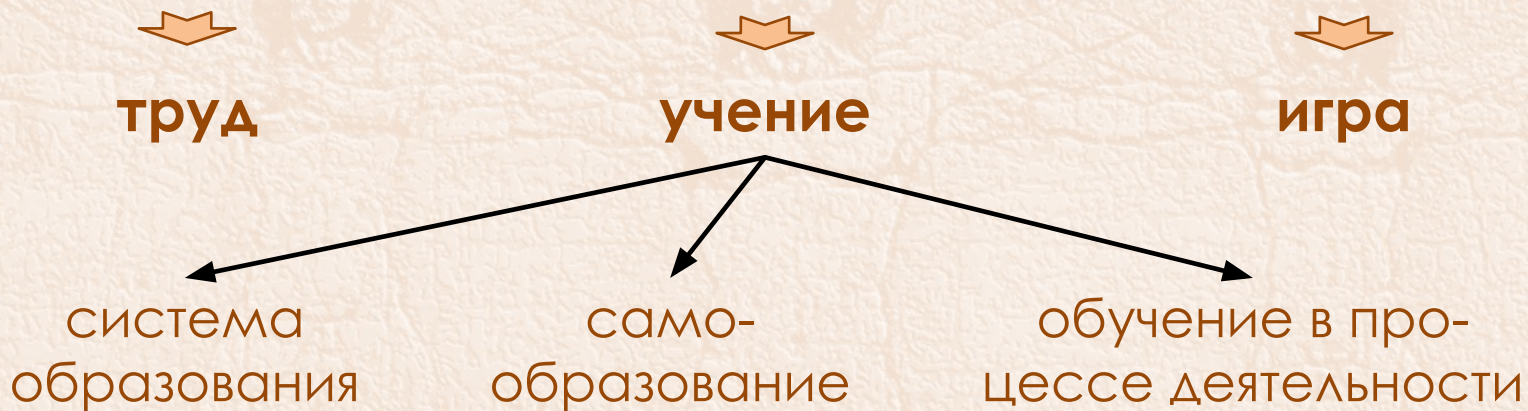 труд учение игра
система само- обучение в про-
образования образование цессе деятельности